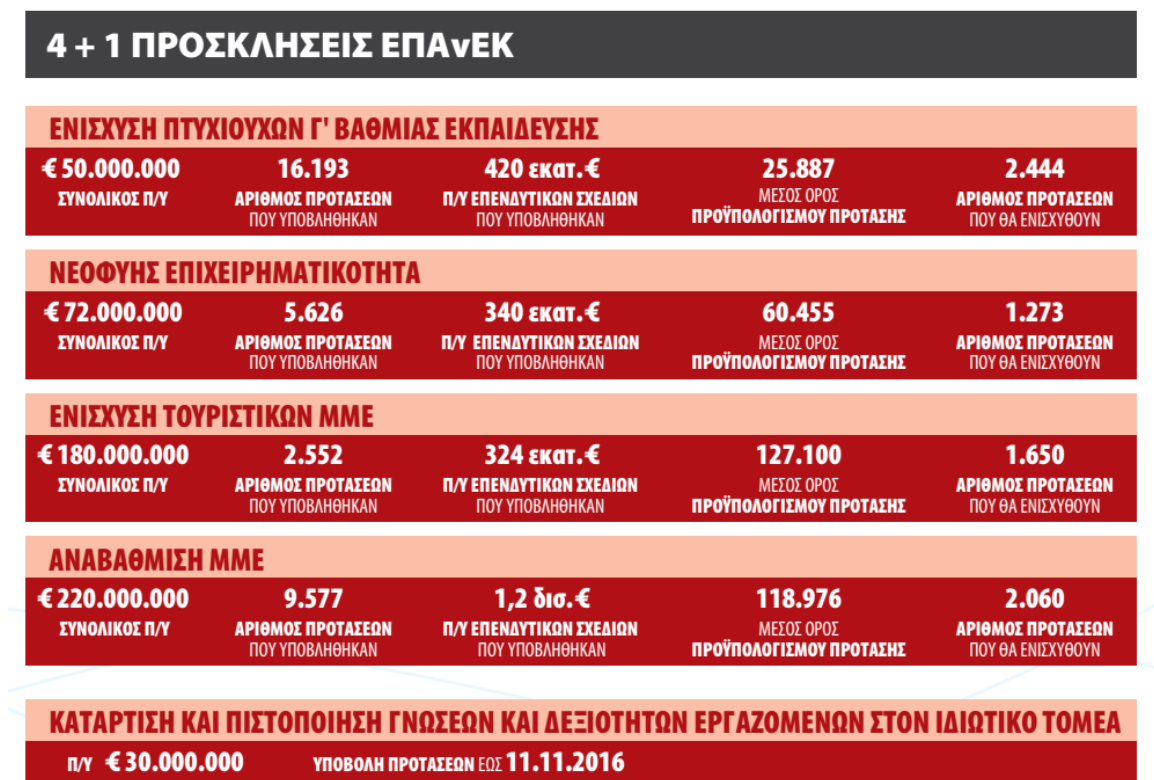 4 + 1 ΠΡΟΣΚΛΗΣΕΙΣ ΕΠΑνΕΚ
ΕΝΙΣΧΥΣΗ ΠΤΥΧΙΟΥΧΩΝ Γ' ΒΑΘΜΙΑΣ ΕΚΠΑΙΔΕΥΣΗΣ
€ 50.000.000 16.193 420 εκατ.€ 25.887 2.444
ΣΥΝΟΛΙΚΟΣ Π/Υ ΑΡΙΘΜΟΣ ΠΡΟΤΑΣΕΩΝ Π/Υ ΕΠΕΝΔΥΤΙΚΩΝ ΣΧΕΔΙΩΝ ΜΕΣΟΣ ΟΡΟΣ ΑΡΙΘΜΟΣ ΠΡΟΤΑΣΕΩΝ
ΠΟΥ ΥΠΟΒΛΗΘΗΚΑΝ ΠΟΥ ΥΠΟΒΛΗΘΗΚΑΝ ΠΡΟΫΠΟΛΟΓΙΣΜΟΥ ΠΡΟΤΑΣΗΣ ΠΟΥ ΘΑ ΕΝΙΣΧΥΘΟΥΝ
ΝΕΟΦΥΗΣ ΕΠΙΧΕΙΡΗΜΑΤΙΚΟΤΗΤΑ
€ 72.000.000 5.626 340 εκατ.€ 60.455 1.273
ΣΥΝΟΛΙΚΟΣ Π/Υ ΑΡΙΘΜΟΣ ΠΡΟΤΑΣΕΩΝ Π/Υ ΕΠΕΝΔΥΤΙΚΩΝ ΣΧΕΔΙΩΝ ΜΕΣΟΣ ΟΡΟΣ ΑΡΙΘΜΟΣ ΠΡΟΤΑΣΕΩΝ
ΠΟΥ ΥΠΟΒΛΗΘΗΚΑΝ ΠΟΥ ΥΠΟΒΛΗΘΗΚΑΝ ΠΡΟΫΠΟΛΟΓΙΣΜΟΥ ΠΡΟΤΑΣΗΣ ΠΟΥ ΘΑ ΕΝΙΣΧΥΘΟΥΝ
ΕΝΙΣΧΥΣΗ ΤΟΥΡΙΣΤΙΚΩΝ ΜΜΕ
€ 180.000.000 2.552 324 εκατ.€ 127.100 1.650
ΣΥΝΟΛΙΚΟΣ Π/Υ ΑΡΙΘΜΟΣ ΠΡΟΤΑΣΕΩΝ Π/Υ ΕΠΕΝΔΥΤΙΚΩΝ ΣΧΕΔΙΩΝ ΜΕΣΟΣ ΟΡΟΣ ΑΡΙΘΜΟΣ ΠΡΟΤΑΣΕΩΝ
ΠΟΥ ΥΠΟΒΛΗΘΗΚΑΝ ΠΟΥ ΥΠΟΒΛΗΘΗΚΑΝ ΠΡΟΫΠΟΛΟΓΙΣΜΟΥ ΠΡΟΤΑΣΗΣ ΠΟΥ ΘΑ ΕΝΙΣΧΥΘΟΥΝ
ΑΝΑΒΑΘΜΙΣΗ ΜΜΕ
€ 220.000.000 9.577 1,2 δισ.€ 118.976 2.060
ΣΥΝΟΛΙΚΟΣ Π/Υ ΑΡΙΘΜΟΣ ΠΡΟΤΑΣΕΩΝ Π/Υ ΕΠΕΝΔΥΤΙΚΩΝ ΣΧΕΔΙΩΝ ΜΕΣΟΣ ΟΡΟΣ ΑΡΙΘΜΟΣ ΠΡΟΤΑΣΕΩΝ
ΠΟΥ ΥΠΟΒΛΗΘΗΚΑΝ ΠΟΥ ΥΠΟΒΛΗΘΗΚΑΝ ΠΡΟΫΠΟΛΟΓΙΣΜΟΥ ΠΡΟΤΑΣΗΣ ΠΟΥ ΘΑ ΕΝΙΣΧΥΘΟΥΝ
ΚΑΤΑΡΤΙΣΗ ΚΑΙ ΠΙΣΤΟΠΟΙΗΣΗ ΓΝΩΣΕΩΝ ΚΑΙ ΔΕΞΙΟΤΗΤΩΝ ΕΡΓΑΖΟΜΕΝΩΝ ΣΤΟΝ ΙΔΙΩΤΙΚΟ ΤΟΜΕΑ
Π/Υ € 30.000.000 ΥΠΟΒΟΛΗ ΠΡΟΤΑΣΕΩΝ ΕΩΣ 11.11.2016